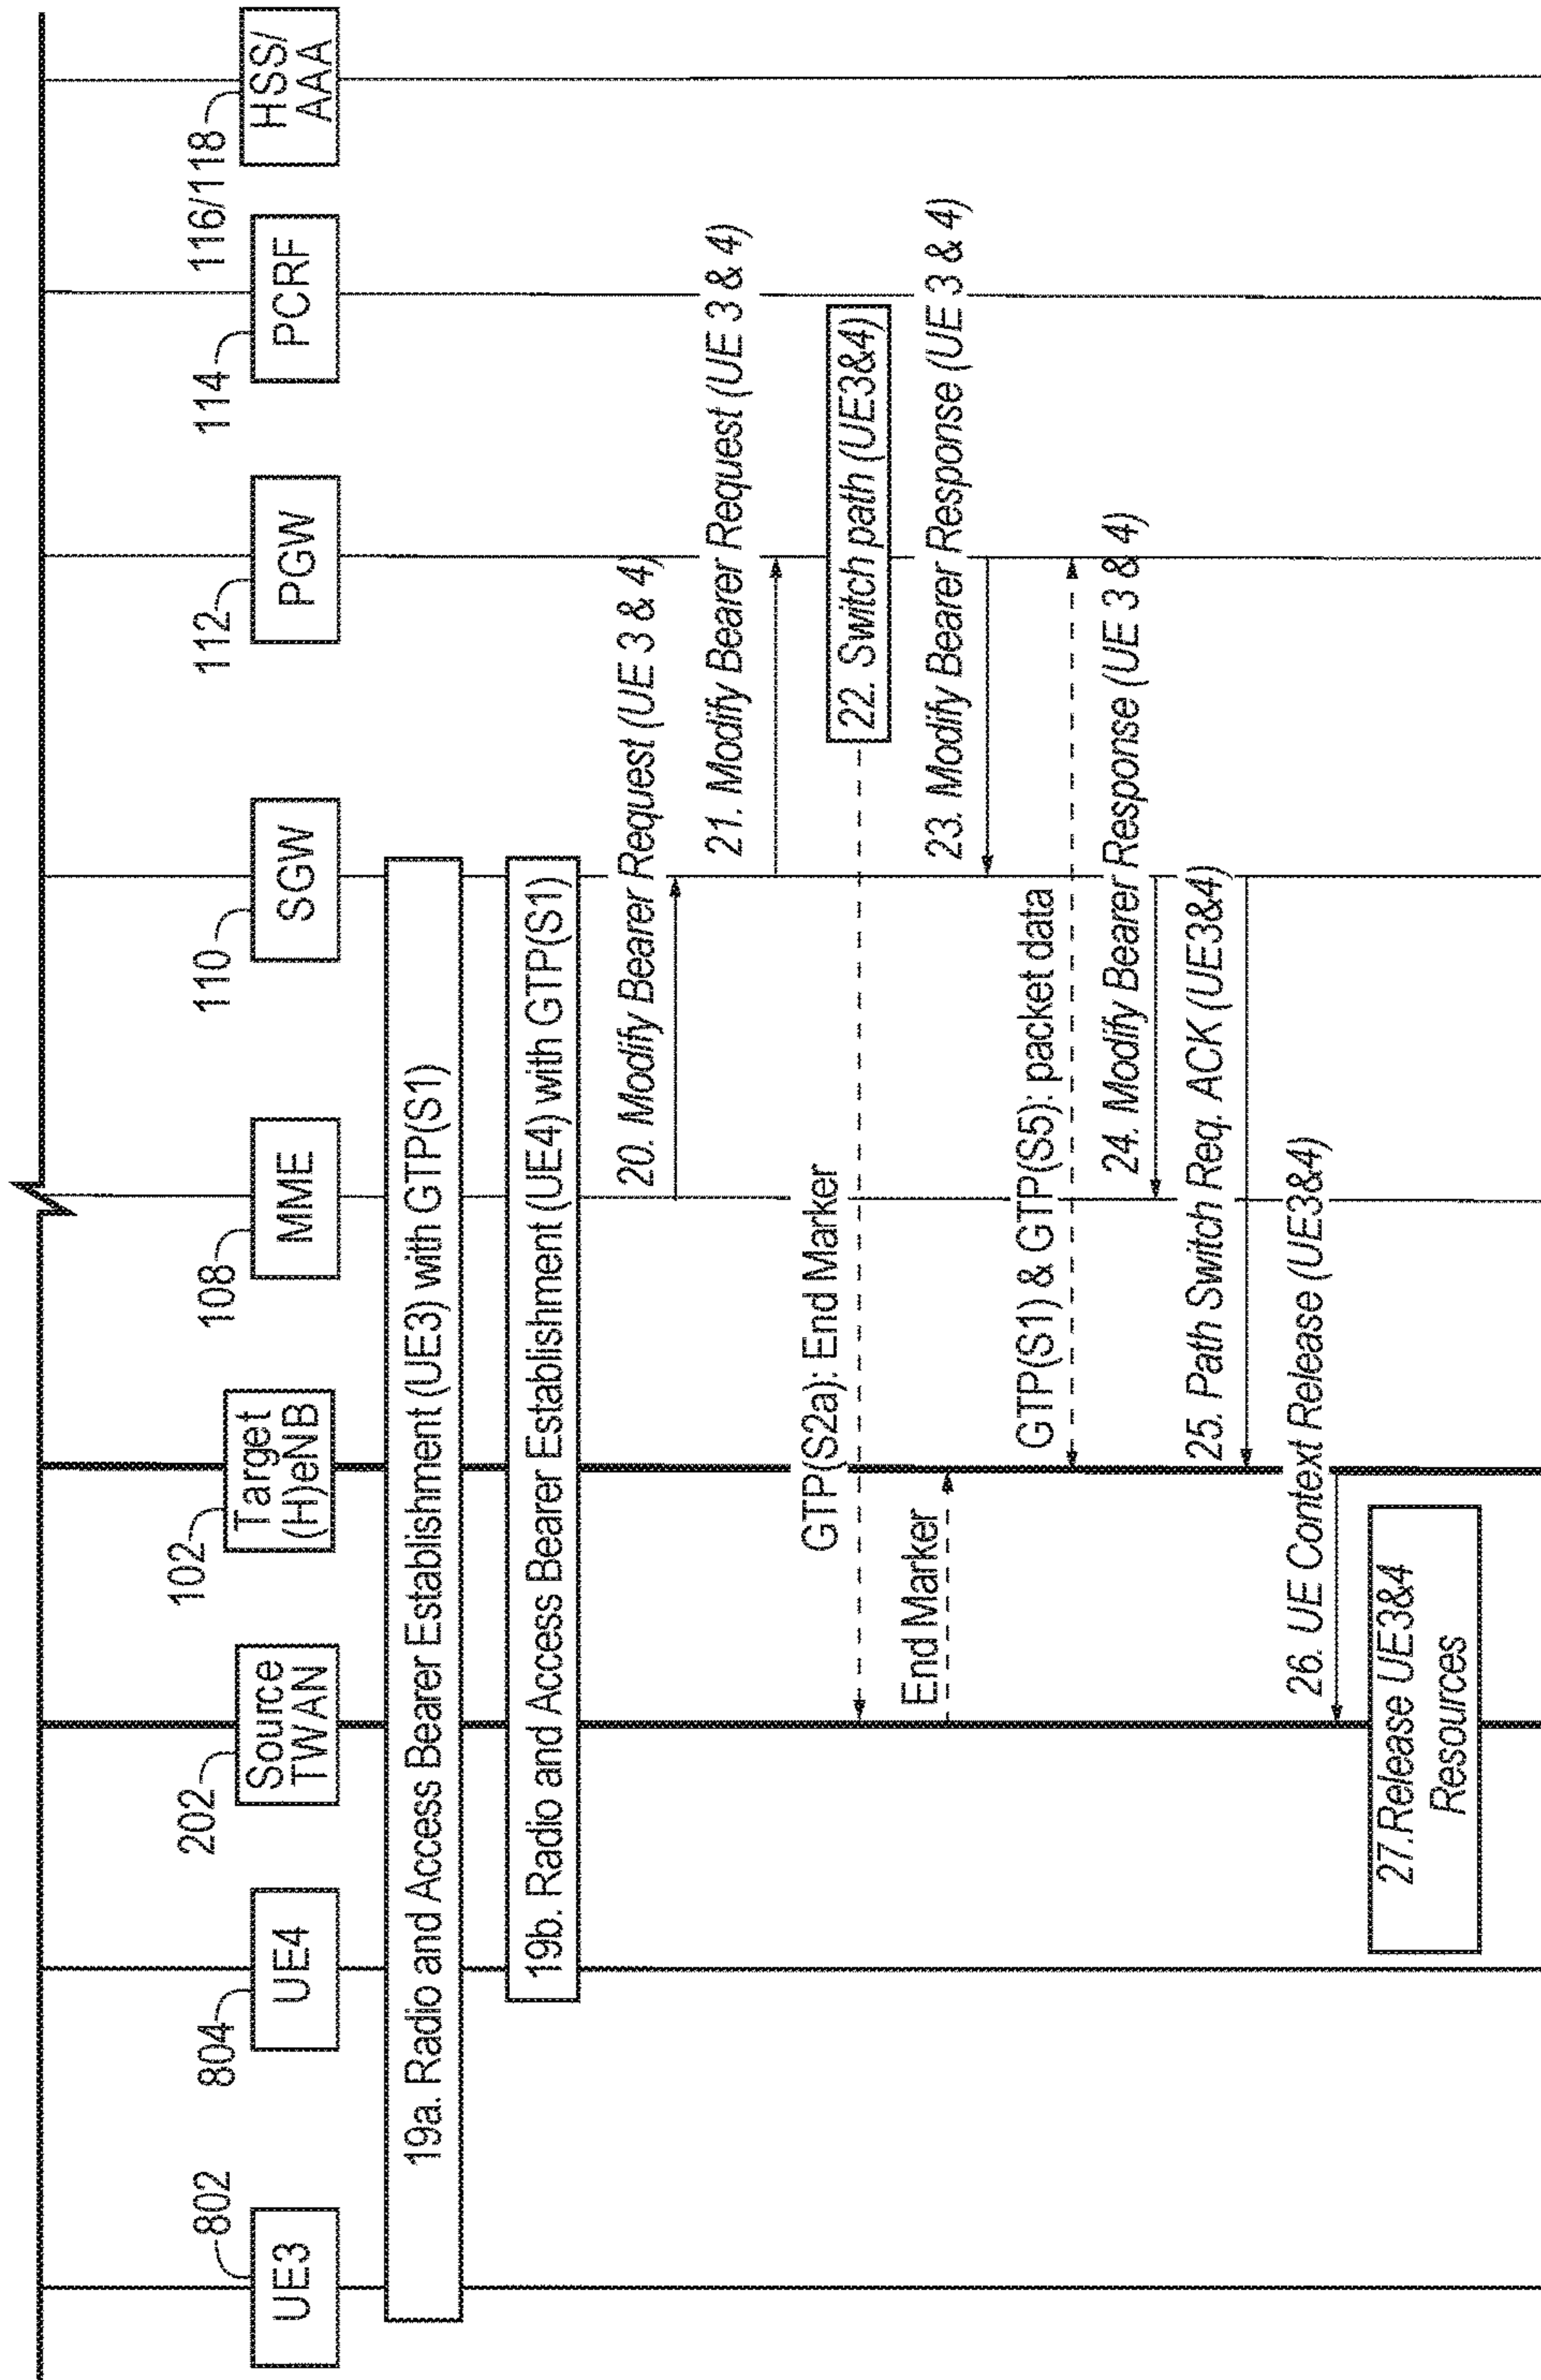 802
804
202
102
108
110
112
114
116/118
UE3
UE4
Source
TWAN
Target
(H)eNB
MME
SGW
PGW
PCRF
HSS/
AAA
19a. Radio and Access Bearer Establishment (UE3) with GTP(S1)
19b. Radio and Access Bearer Establishment (UE4) with GTP(S1)
20. Modify Bearer Request (UE 3 & 4)
21. Modify Bearer Request (UE 3 & 4)
GTP(S2a): End Marker
22. Switch path (UE3&4)
End Marker
23. Modify Bearer Response (UE 3 & 4)
GTP(S1) & GTP(S5): packet data
24. Modify Bearer Response (UE 3 & 4)
25. Path Switch Req. ACK (UE3&4)
26. UE Context Release (UE3&4)
27.Release UE3&4
Resources